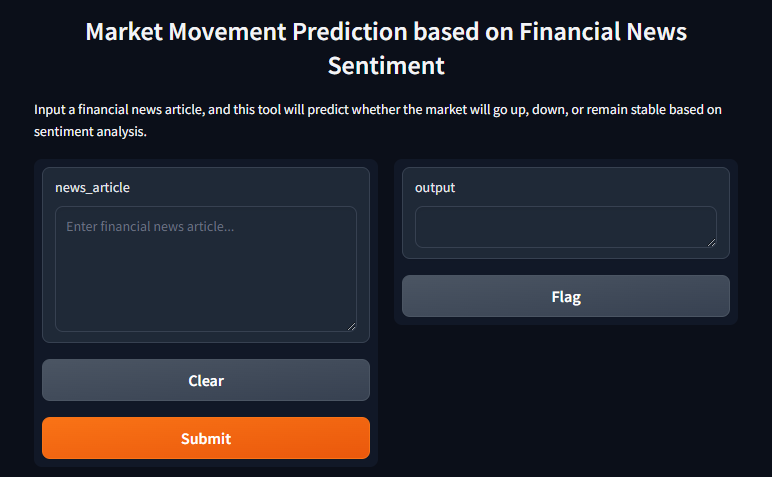 Market Movement Prediction based on Financial News
Sentiment
Input a financial news article, and this tool will predict whether the market will go up, down, or remain stable based on
sentiment analysis.
news_article
Enter financial news article...
Clear
Submit
output
Flag